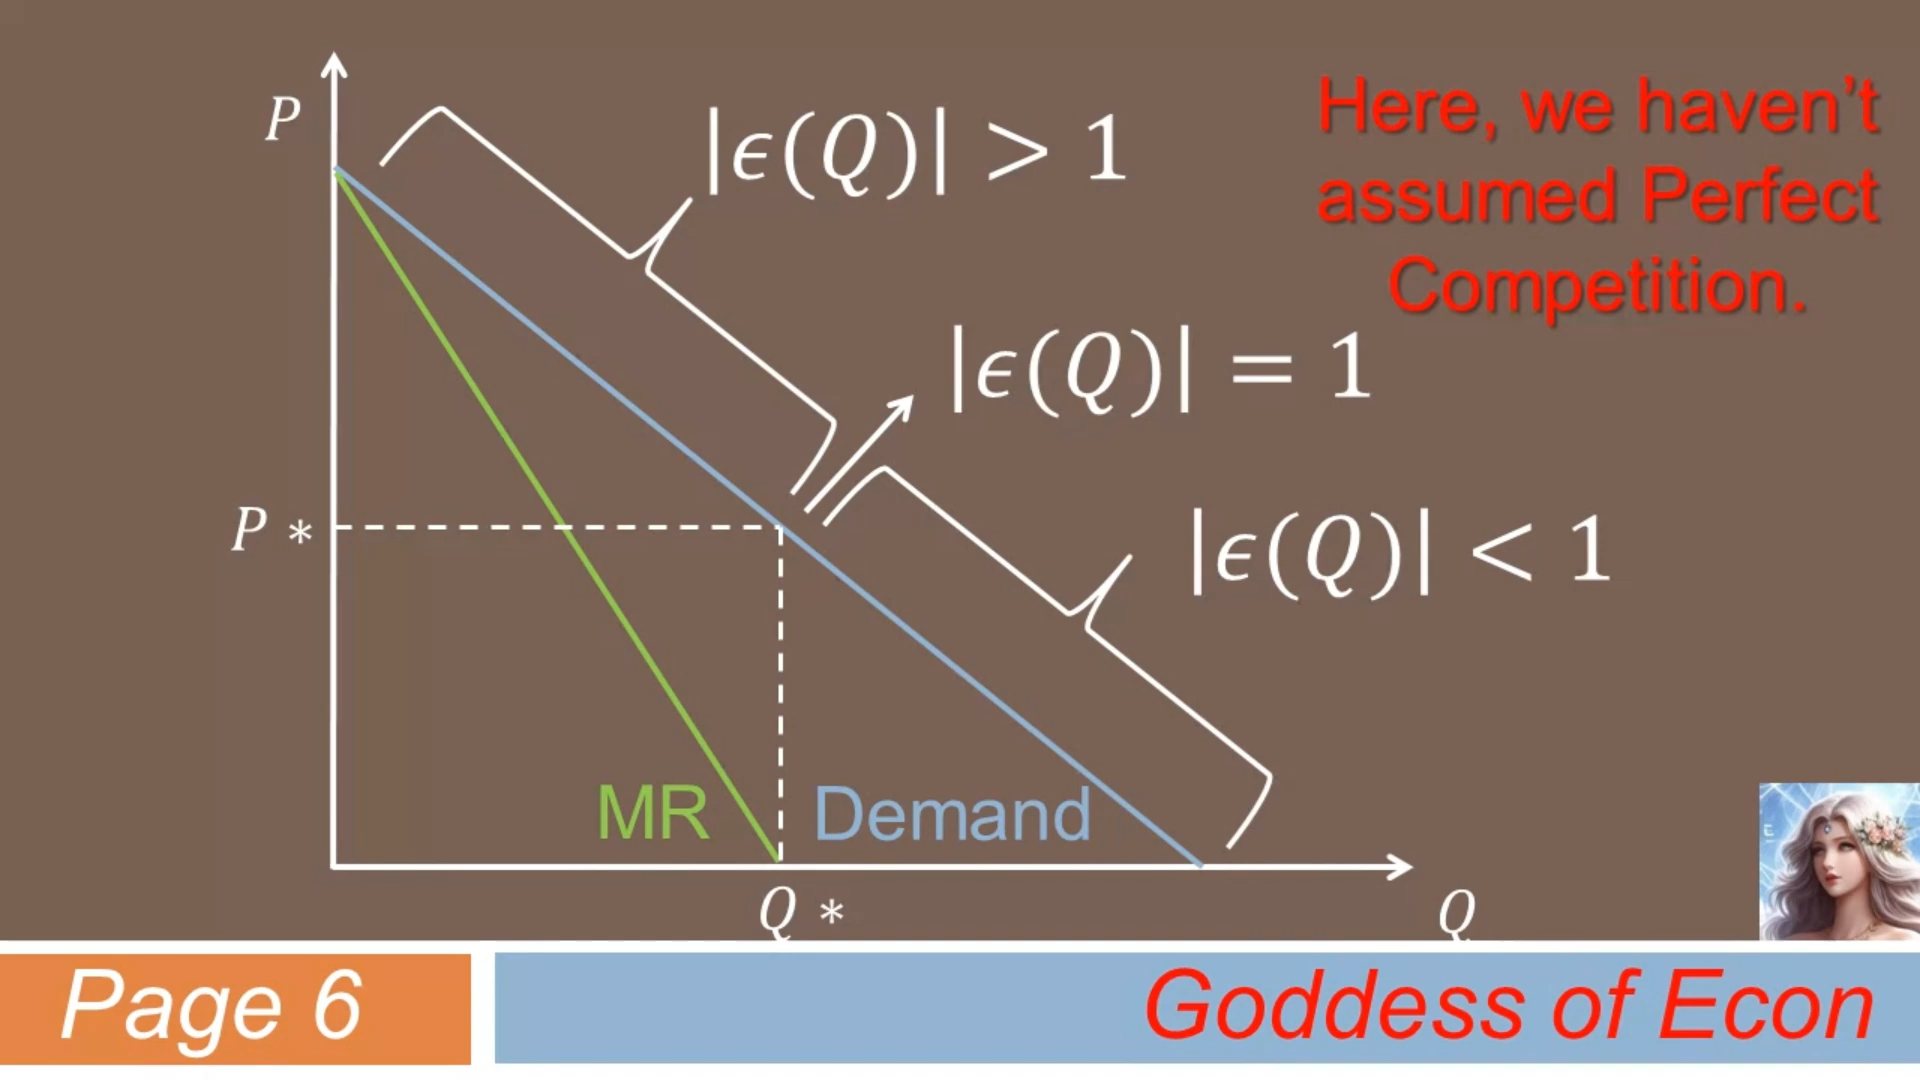 P
|ϵ(Q)| > 1
Here, we haven’t
assumed Perfect
Competition.
|ϵ(Q)| = 1
P *
|ϵ(Q)| < 1
MR
Demand
Q *
Q
Page 6
Goddess of Econ